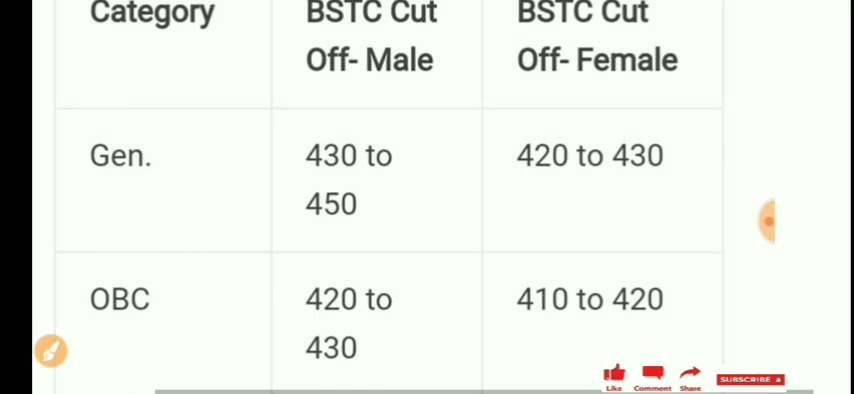 Category BSTC Cut BSTC Cut
Off- Male Off- Female
Gen. 430 to 420 to 430
450
OBC 420 to 410 to 420
430
Like Comment Share SUBSCRIBE